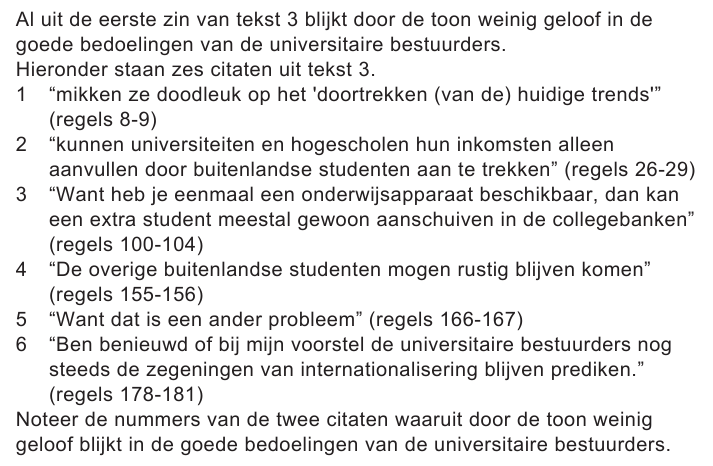 Al uit de eerste zin van tekst 3 blijkt door de toon weinig geloof in de
goede bedoelingen van de universitaire bestuurders.
Hieronder staan zes citaten uit tekst 3.
1 “mikken ze doodleuk op het 'doortrekken (van de) huidige trends'”
(regels 8-9)
2 “kunnen universiteiten en hogescholen hun inkomsten alleen
aanvullen door buitenlandse studenten aan te trekken” (regels 26-29)
3 “Want heb je eenmaal een onderwijsapparaat beschikbaar, dan kan
een extra student meestal gewoon aanschuiven in de collegebanken”
(regels 100-104)
4 “De overige buitenlandse studenten mogen rustig blijven komen”
(regels 155-156)
5 “Want dat is een ander probleem” (regels 166-167)
6 “Ben benieuwd of bij mijn voorstel de universitaire bestuurders nog
steeds de zegeningen van internationalisering blijven prediken.”
(regels 178-181)
Noteer de nummers van de twee citaten waaruit door de toon weinig
geloof blijkt in de goede bedoelingen van de universitaire bestuurders.